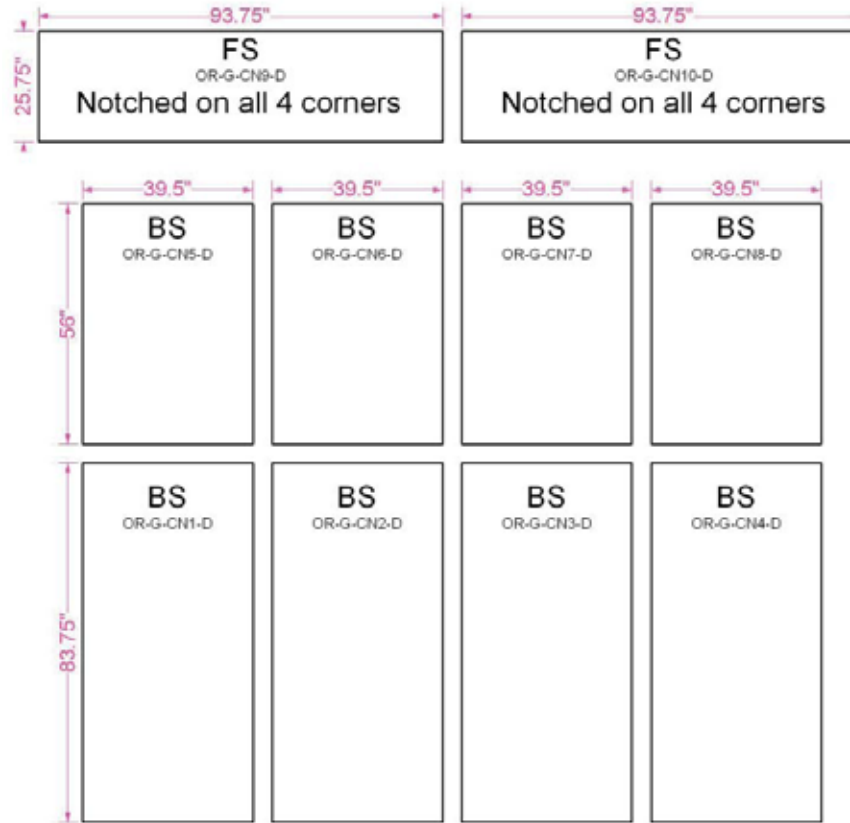 93.75" 93.75"
25.75"
FS FS
OR-G-CN9-D OR-G-CN10-D
Notched on all 4 corners Notched on all 4 corners
39.5" 39.5" 39.5" 39.5"
56"
BS BS BS BS
OR-G-CN5-D OR-G-CN6-D OR-G-CN7-D OR-G-CN8-D
83.75"
BS BS BS BS
OR-G-CN1-D OR-G-CN2-D OR-G-CN3-D OR-G-CN4-D